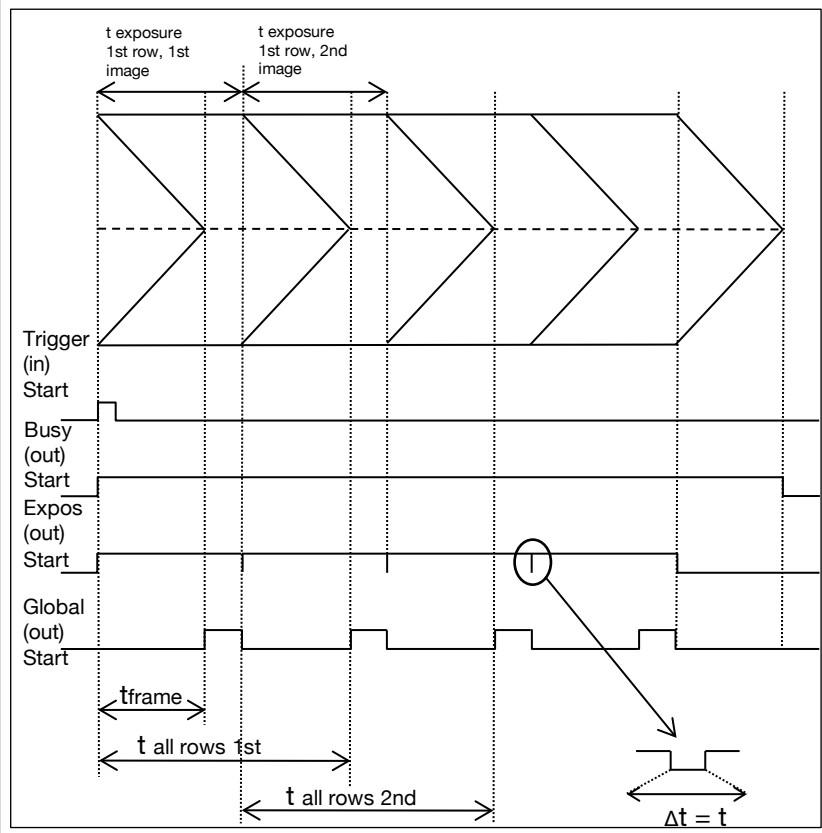 t exposure
1st row, 1st
image
t exposure
1st row, 2nd
image
Trigger
(in)
Start
Busy
(out)
Start
Expos
(out)
Start
Global
(out)
Start
tframe
t all rows 1st
t all rows 2nd
Δt = t